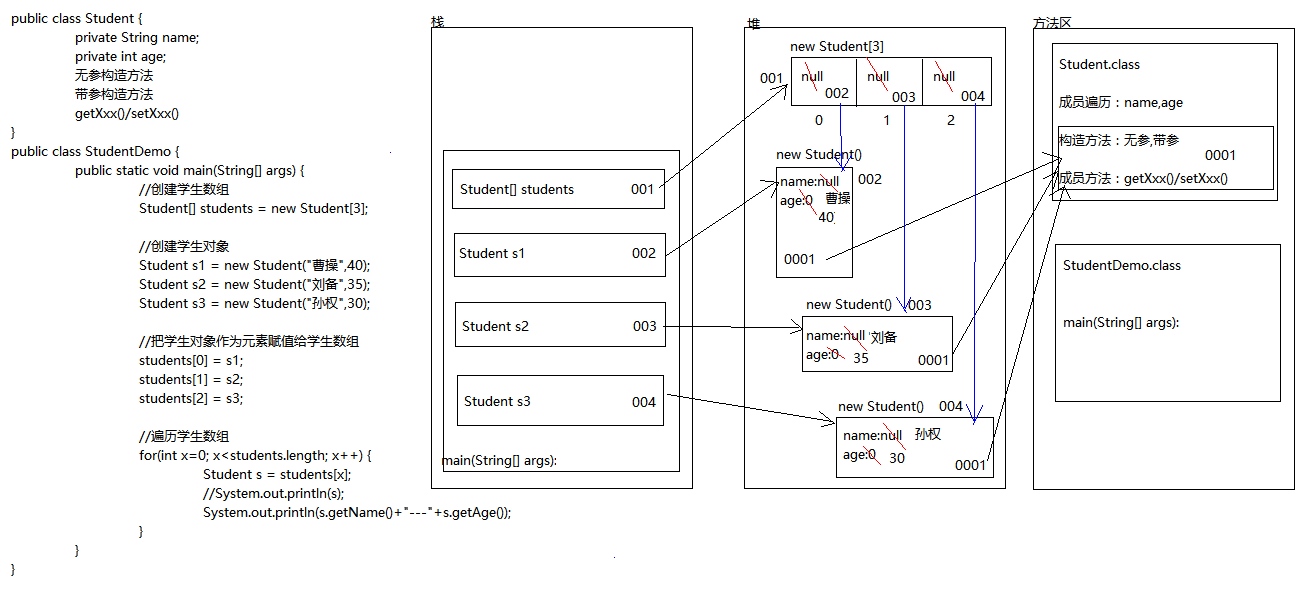 public class Student {
private String name;
private int age;
无参构造方法
带参构造方法
getXxx()/setXxx()
}
public class StudentDemo {
public static void main(String[] args) {
//创建学生数组
Student[] students = new Student[3];
//创建学生对象
Student s1 = new Student("曹操",40);
Student s2 = new Student("刘备",35);
Student s3 = new Student("孙权",30);
//把学生对象作为元素赋值给学生数组
students[0] = s1;
students[1] = s2;
students[2] = s3;
//遍历学生数组
for(int x=0; x<students.length; x++) {
Student s = students[x];
//System.out.println(s);
System.out.println(s.getName()+"---"+s.getAge());
}
}
}
栈
Student[] students 001
Student s1 002
Student s2 003
Student s3 004
main(String[] args):
堆
new Student[3]
001
null null null
002 003 004
0 1 2
new Student()
002
name:null
age:0 曹操
40
0001
new Student() 003
name:null 刘备
age:0 35 0001
new Student() 004
name:null 孙权
age:0 30
0001
方法区
Student.class
成员遍历：name,age
构造方法：无参,带参
0001
成员方法：getXxx()/setXxx()
StudentDemo.class
main(String[] args):